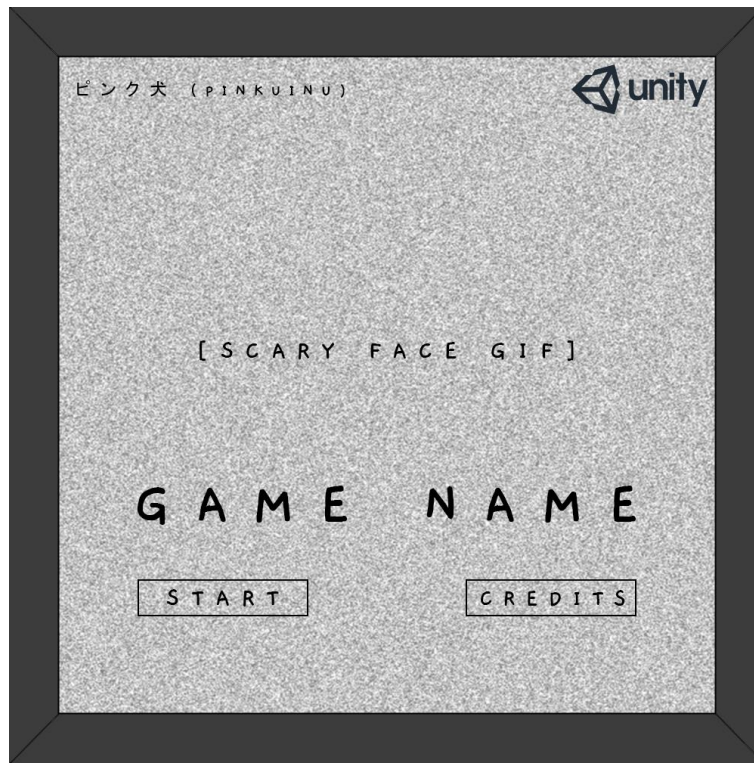 ピンク犬 (PINKUINU)
unity
[SCARY FACE GIF]
GAME NAME
START
CREDITS